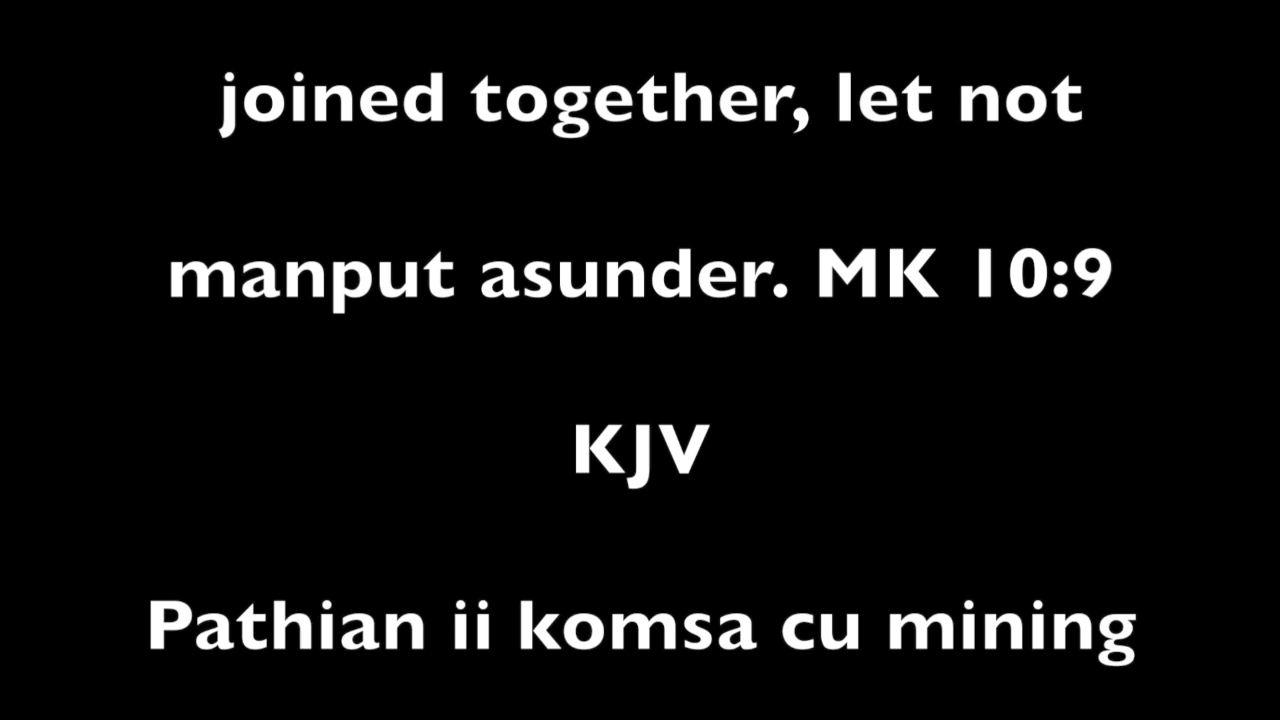 joined together, let not
manput asunder. MK 10:9
KJV
Pathian ii komsa cu mining